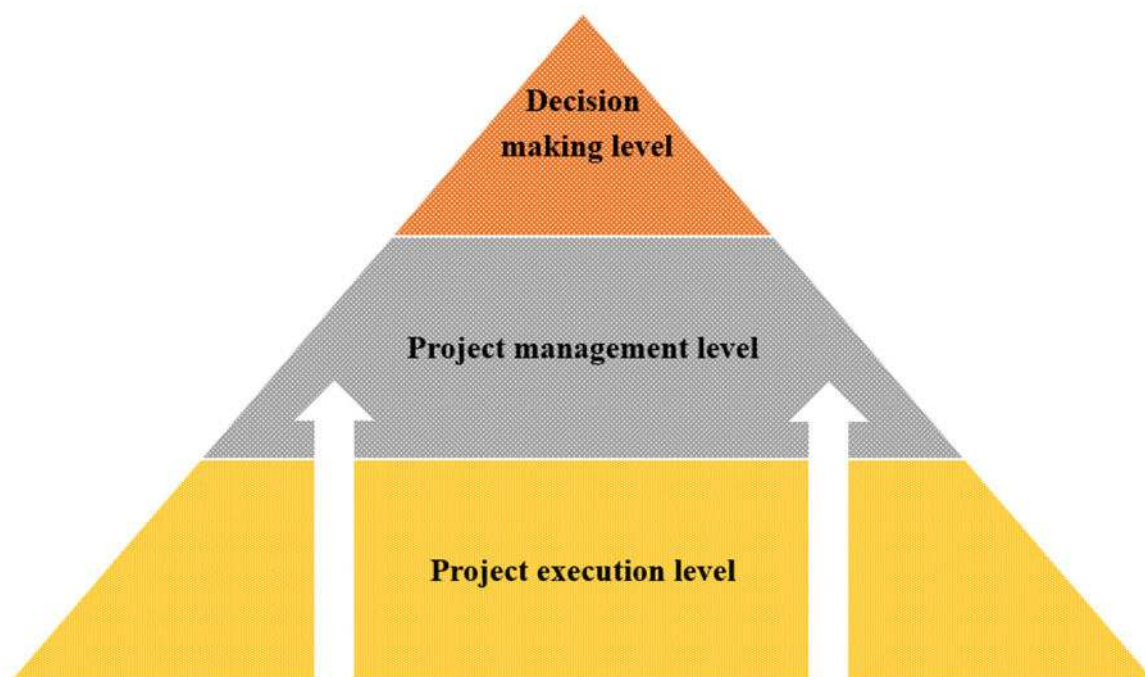 Decision
making level
Project management level
Project execution level